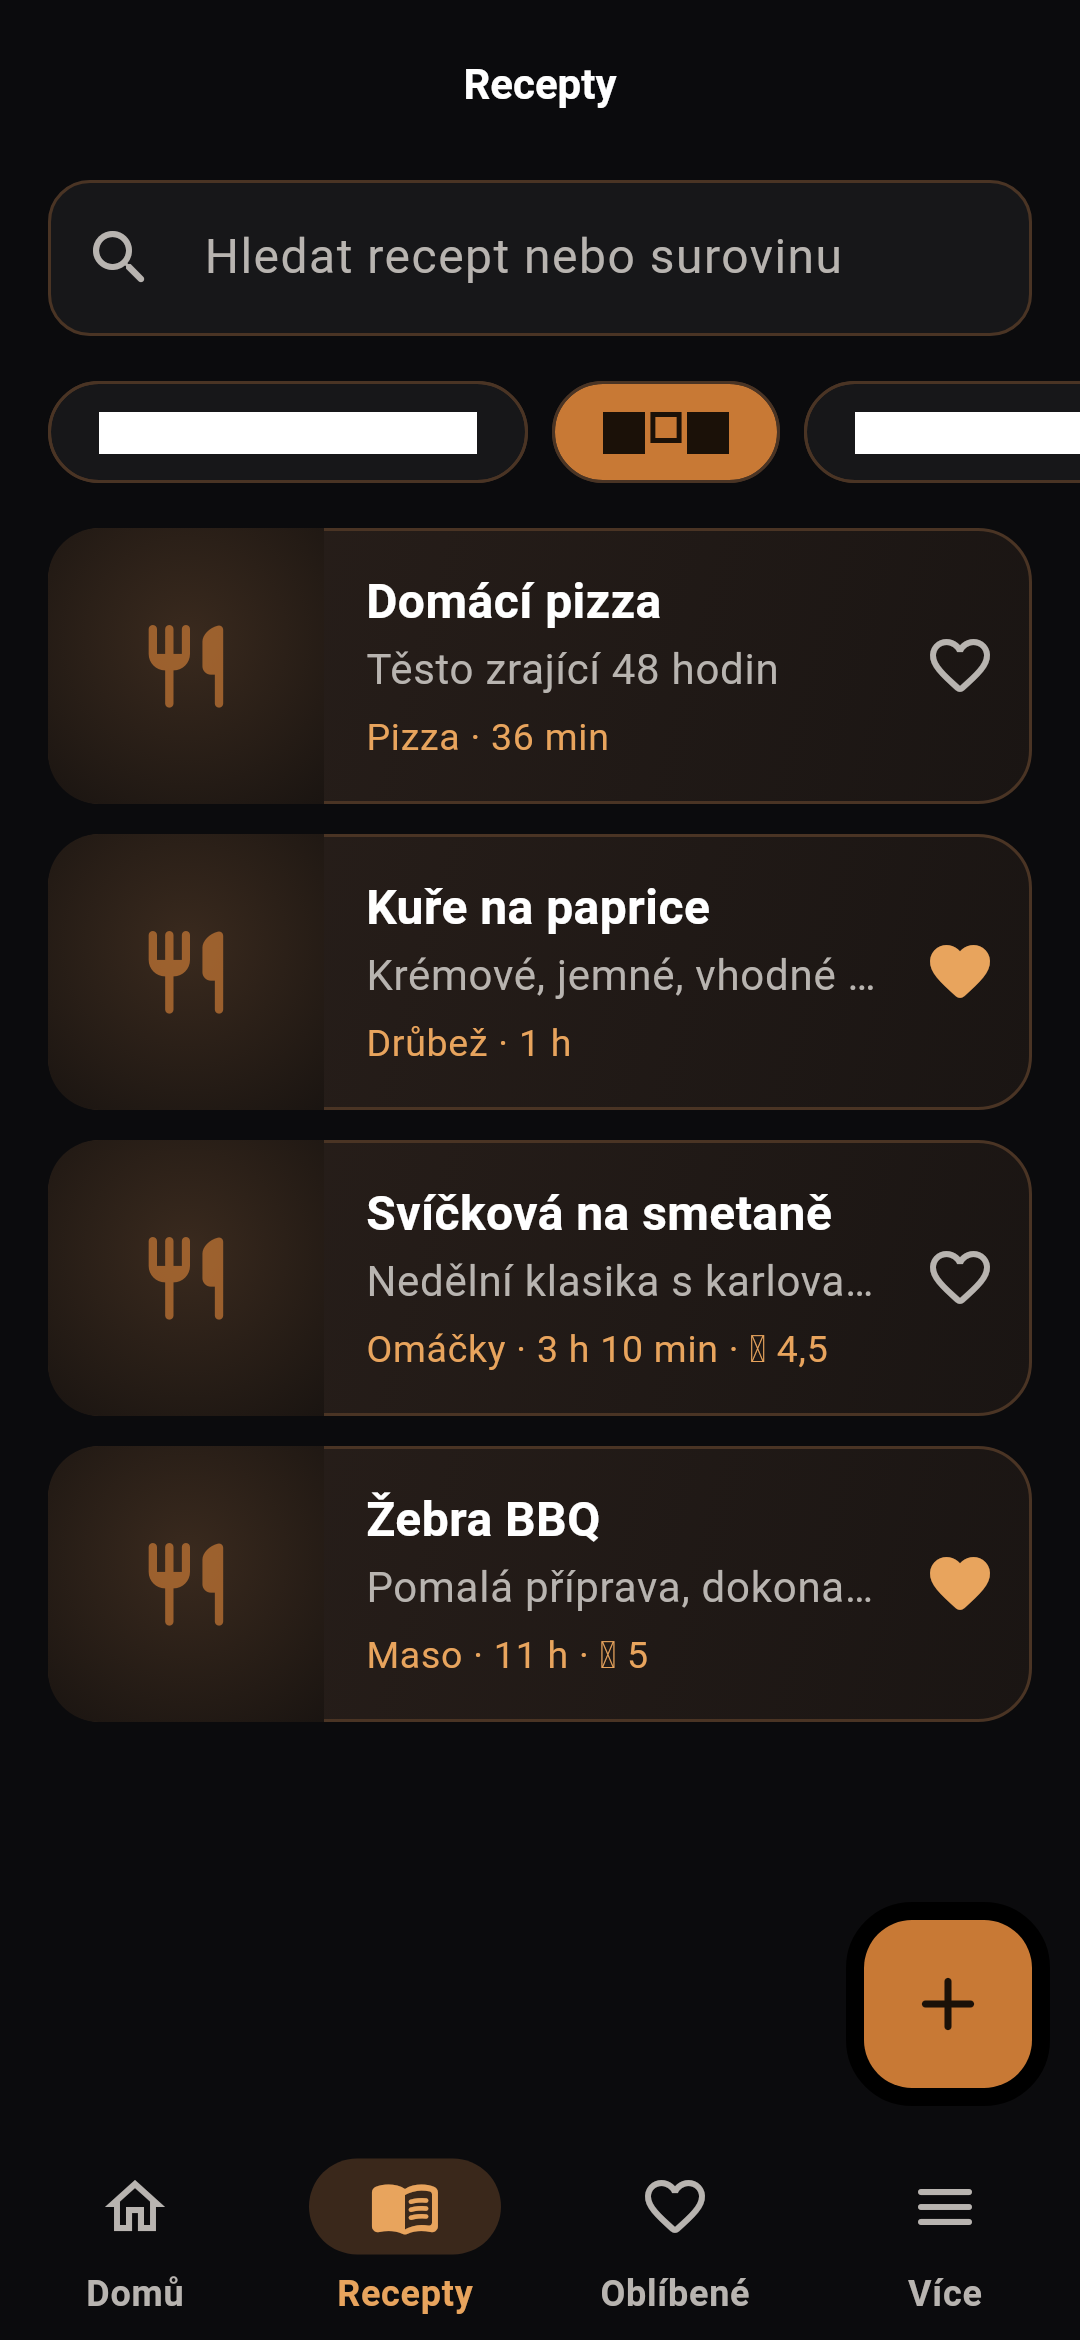 Recepty
Hledat recept nebo surovinu
Domácí pizza
Těsto zrající 48 hodin
Pizza · 36 min
Kuře na paprice
Krémové, jemné, vhodné …
Drůbež · 1 h
Svíčková na smetaně
Nedělní klasika s karlova…
Omáčky · 3 h 10 min · 4,5
Žebra BBQ
Pomalá příprava, dokona…
Maso · 11 h · 5
Domů
Recepty
Oblíbené
Více